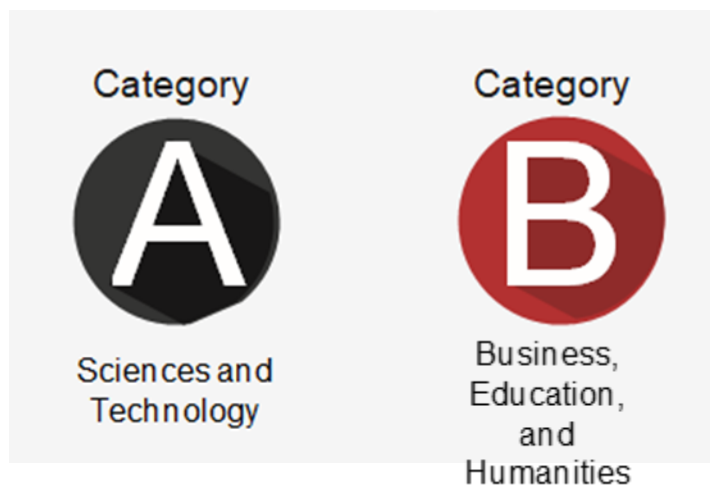 Category
A
Sciences and
Technology
Category
B
Business,
Education,
and
Humanities